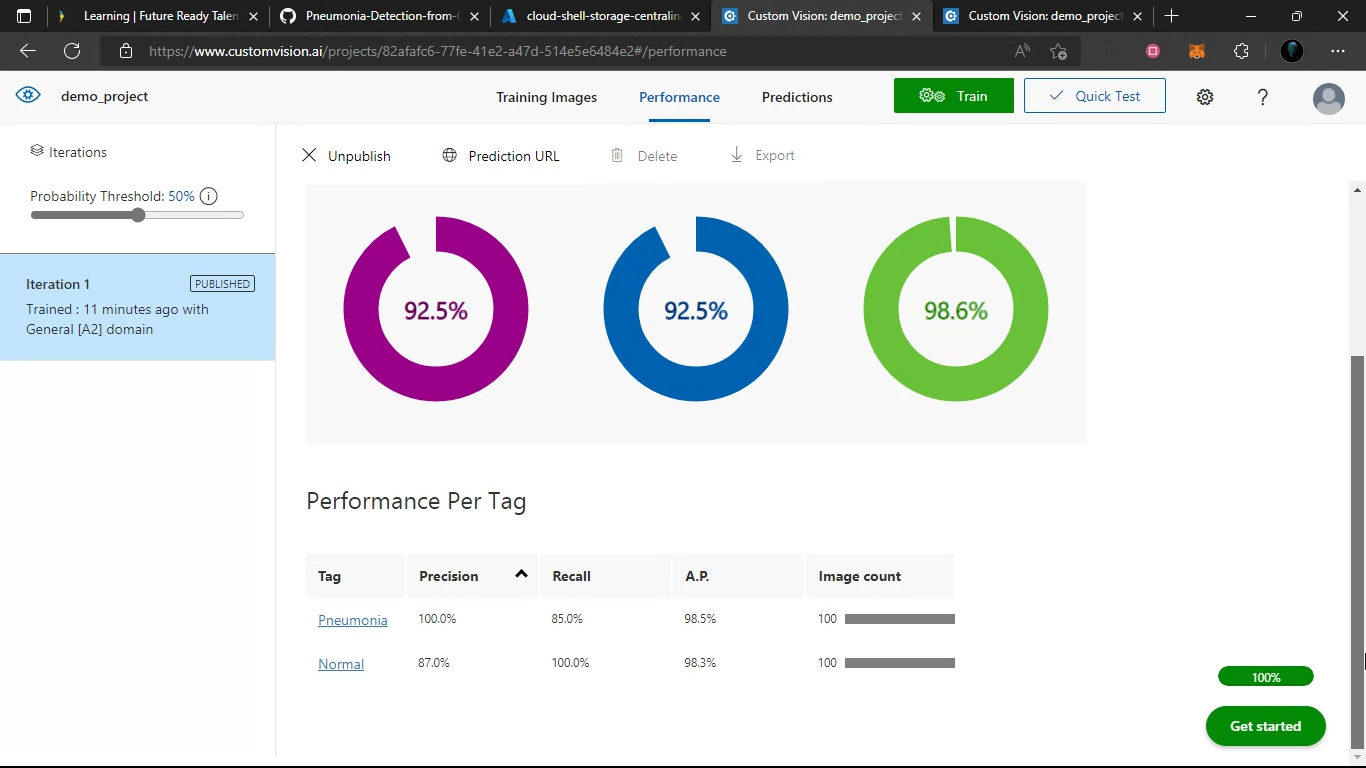 Learning | Future Ready Talen
Pneumonia-Detection-from-C
cloud-shell-storage-centralin
Custom Vision: demo_project
Custom Vision: demo_project
https://www.customvision.ai/projects/82afafc6-77fe-41e2-a47d-514e5e6484e2#/performance
demo_project
Training Images
Performance
Predictions
Train
Quick Test
?
Iterations
Probability Threshold: 50%
Iteration 1
PUBLISHED
Trained : 11 minutes ago with
General [A2] domain
Unpublish
Prediction URL
Delete
Export
92.5%
92.5%
98.6%
Performance Per Tag
Tag
Precision
Recall
A.P.
Image count
Pneumonia
100.0%
85.0%
98.5%
100
Normal
87.0%
100.0%
98.3%
100
100%
Get started